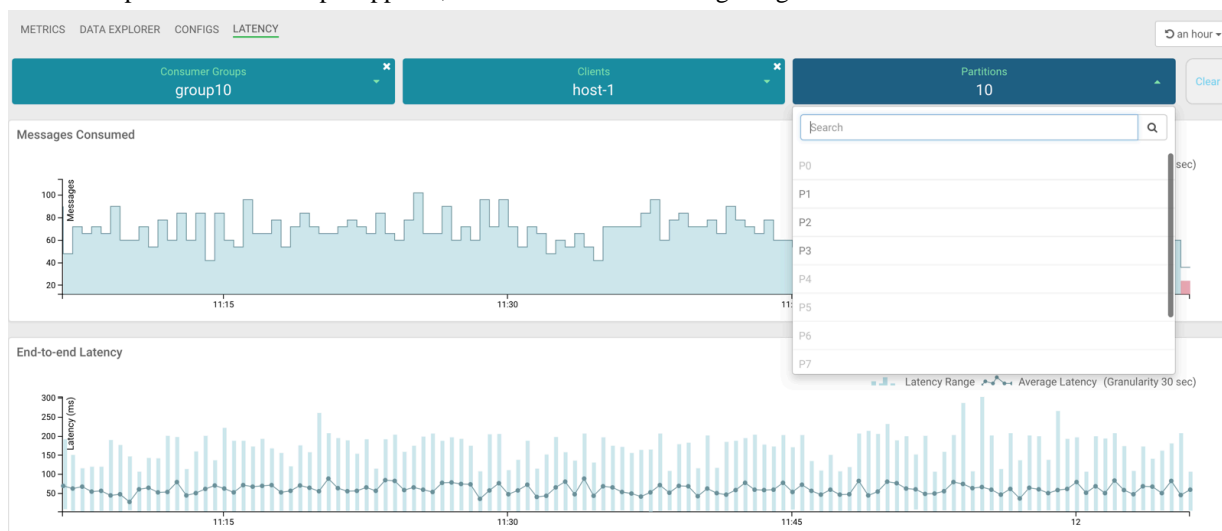 METRICS DATA EXPLORER CONFIGS LATENCY
an hour
Consumer Groups
group10
Clients
host-1
Partitions
10
Clear
Messages Consumed
Search
P0
P1
P2
P3
P4
P5
P6
P7
sec)
Messages
100
80
60
40
20
11:15
11:30
11:
End-to-end Latency
Latency Range Average Latency (Granularity 30 sec)
Latency (ms)
300
250
200
150
100
50
11:15
11:30
11:45
12